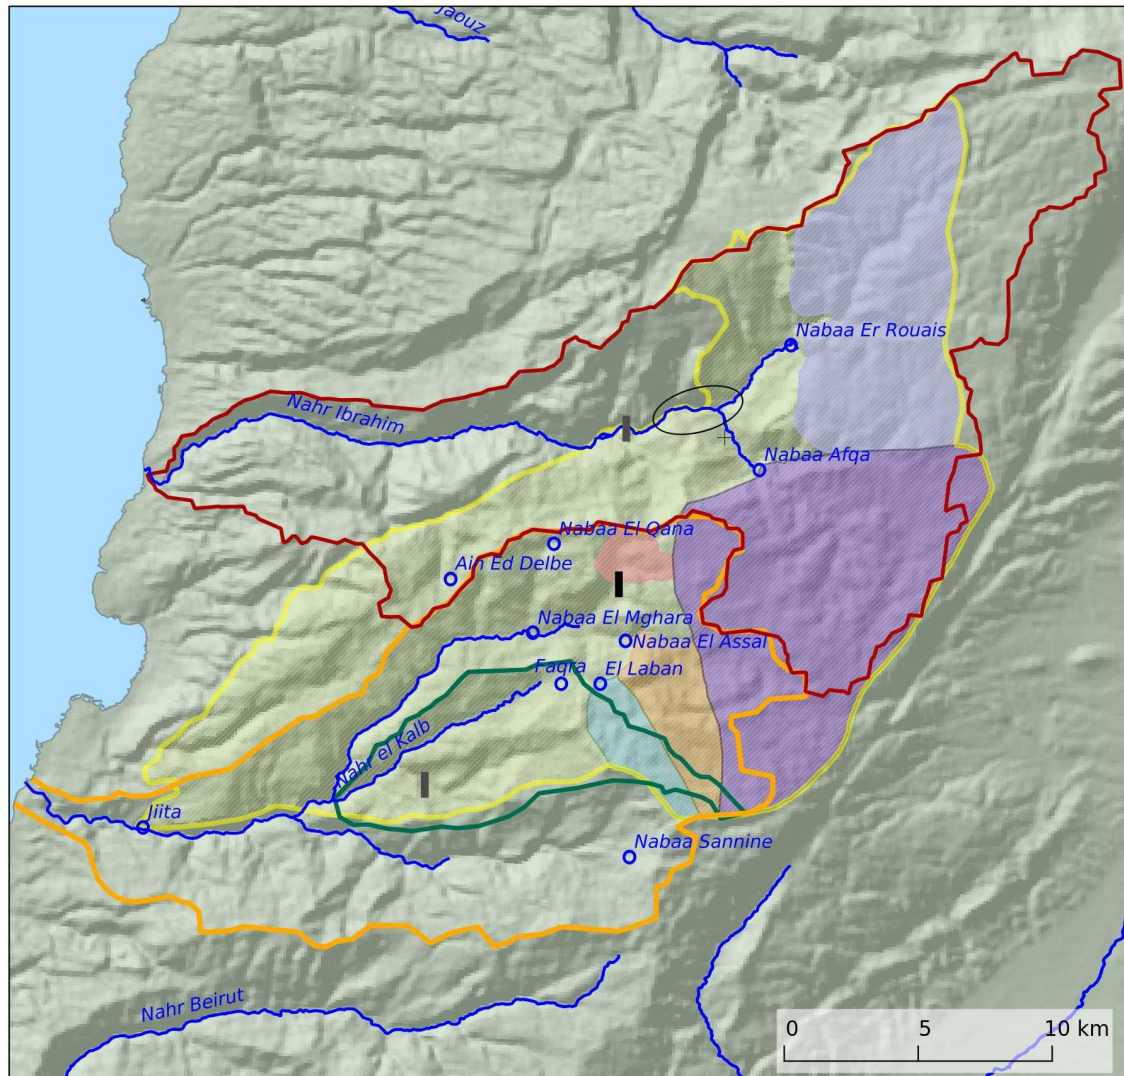 Jaouz
Nabaa Er Rouais
Nahr Ibrahim
Nabaa Afqa
Nabaa El Qana
Ain Ed Delbe
Nabaa El Mghara
Nabaa El Assal
Faqra
El Laban
Nahr el Kalb
Jiita
Nabaa Sannine
Nahr Beirut
0 5 10 km